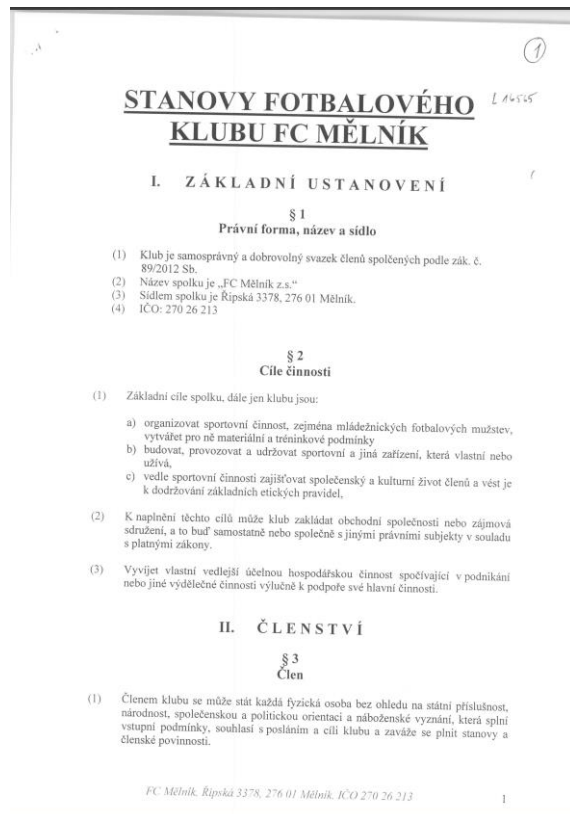 1
L 16565
STANOVY FOTBALOVÉHO
KLUBU FC MĚLNÍK
I. ZÁKLADNÍ USTANOVENÍ
§ 1
Právní forma, název a sídlo
(1) Klub je samosprávný a dobrovolný svazek členů spolčených podle zák. č.
89/2012 Sb.
(2) Název spolku je „FC Mělník z.s.“
(3) Sídlem spolku je Řípská 3378, 276 01 Mělník.
(4) IČO: 270 26 213
§ 2
Cíle činnosti
(1) Základní cíle spolku, dále jen klubu jsou:
a) organizovat sportovní činnost, zejména mládežnických fotbalových mužstev,
vytvářet pro ně materiální a tréninkové podmínky
b) budovat, provozovat a udržovat sportovní a jiná zařízení, která vlastní nebo
užívá,
c) vedle sportovní činnosti zajišťovat společenský a kulturní život členů a vést je
k dodržování základních etických pravidel,
(2) K naplnění těchto cílů může klub zakládat obchodní společnosti nebo zájmová
sdružení, a to buď samostatně nebo společně s jinými právními subjekty v souladu
s platnými zákony.
(3) Vyvíjet vlastní vedlejší účelnou hospodářskou činnost spočívající v podnikání
nebo jiné výdělečné činnosti výlučně k podpoře své hlavní činnosti.
II. ČLENSTVÍ
§ 3
Člen
(1) Členem klubu se může stát každá fyzická osoba bez ohledu na státní příslušnost,
národnost, společenskou a politickou orientaci a náboženské vyznání, která splní
vstupní podmínky, souhlasí s posláním a cíli klubu a zaváže se plnit stanovy a
členské povinnosti.
FC Mělník, Řípská 3378, 276 01 Mělník, IČO 270 26 213
1